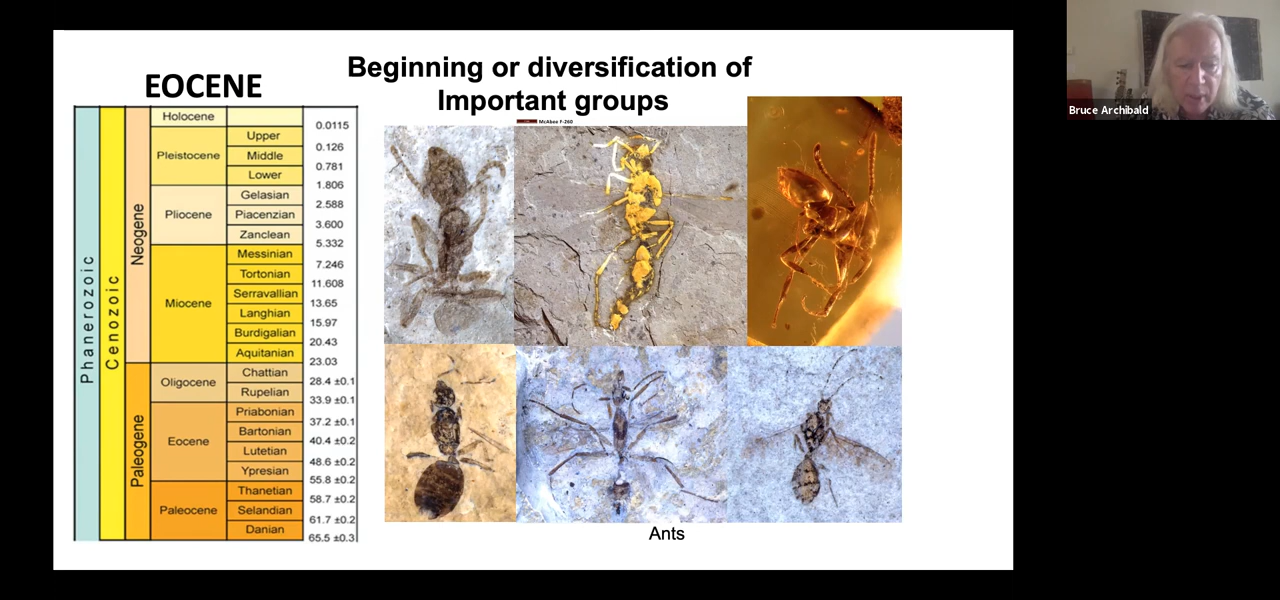 EOCENE
Beginning or diversification of
Important groups
Bruce Archibald
McAbee F-260
Phanerozoic
Cenozoic
Neogene
Paleogene
Holocene
0.0115
Pleistocene
Upper
0.126
Middle
0.781
Lower
1.806
Pliocene
Gelasian
2.588
Piacenzian
3.600
Zanclean
5.332
Miocene
Messinian
7.246
Tortonian
11.608
Serravallian
13.65
Langhian
15.97
Burdigalian
20.43
Aquitanian
23.03
Oligocene
Chattian
28.4 ±0.1
Rupelian
33.9 ±0.1
Eocene
Priabonian
37.2 ±0.1
Bartonian
40.4 ±0.2
Lutetian
48.6 ±0.2
Ypresian
55.8 ±0.2
Paleocene
Thanetian
58.7 ±0.2
Selandian
61.7 ±0.2
Danian
65.5 ±0.3
Ants